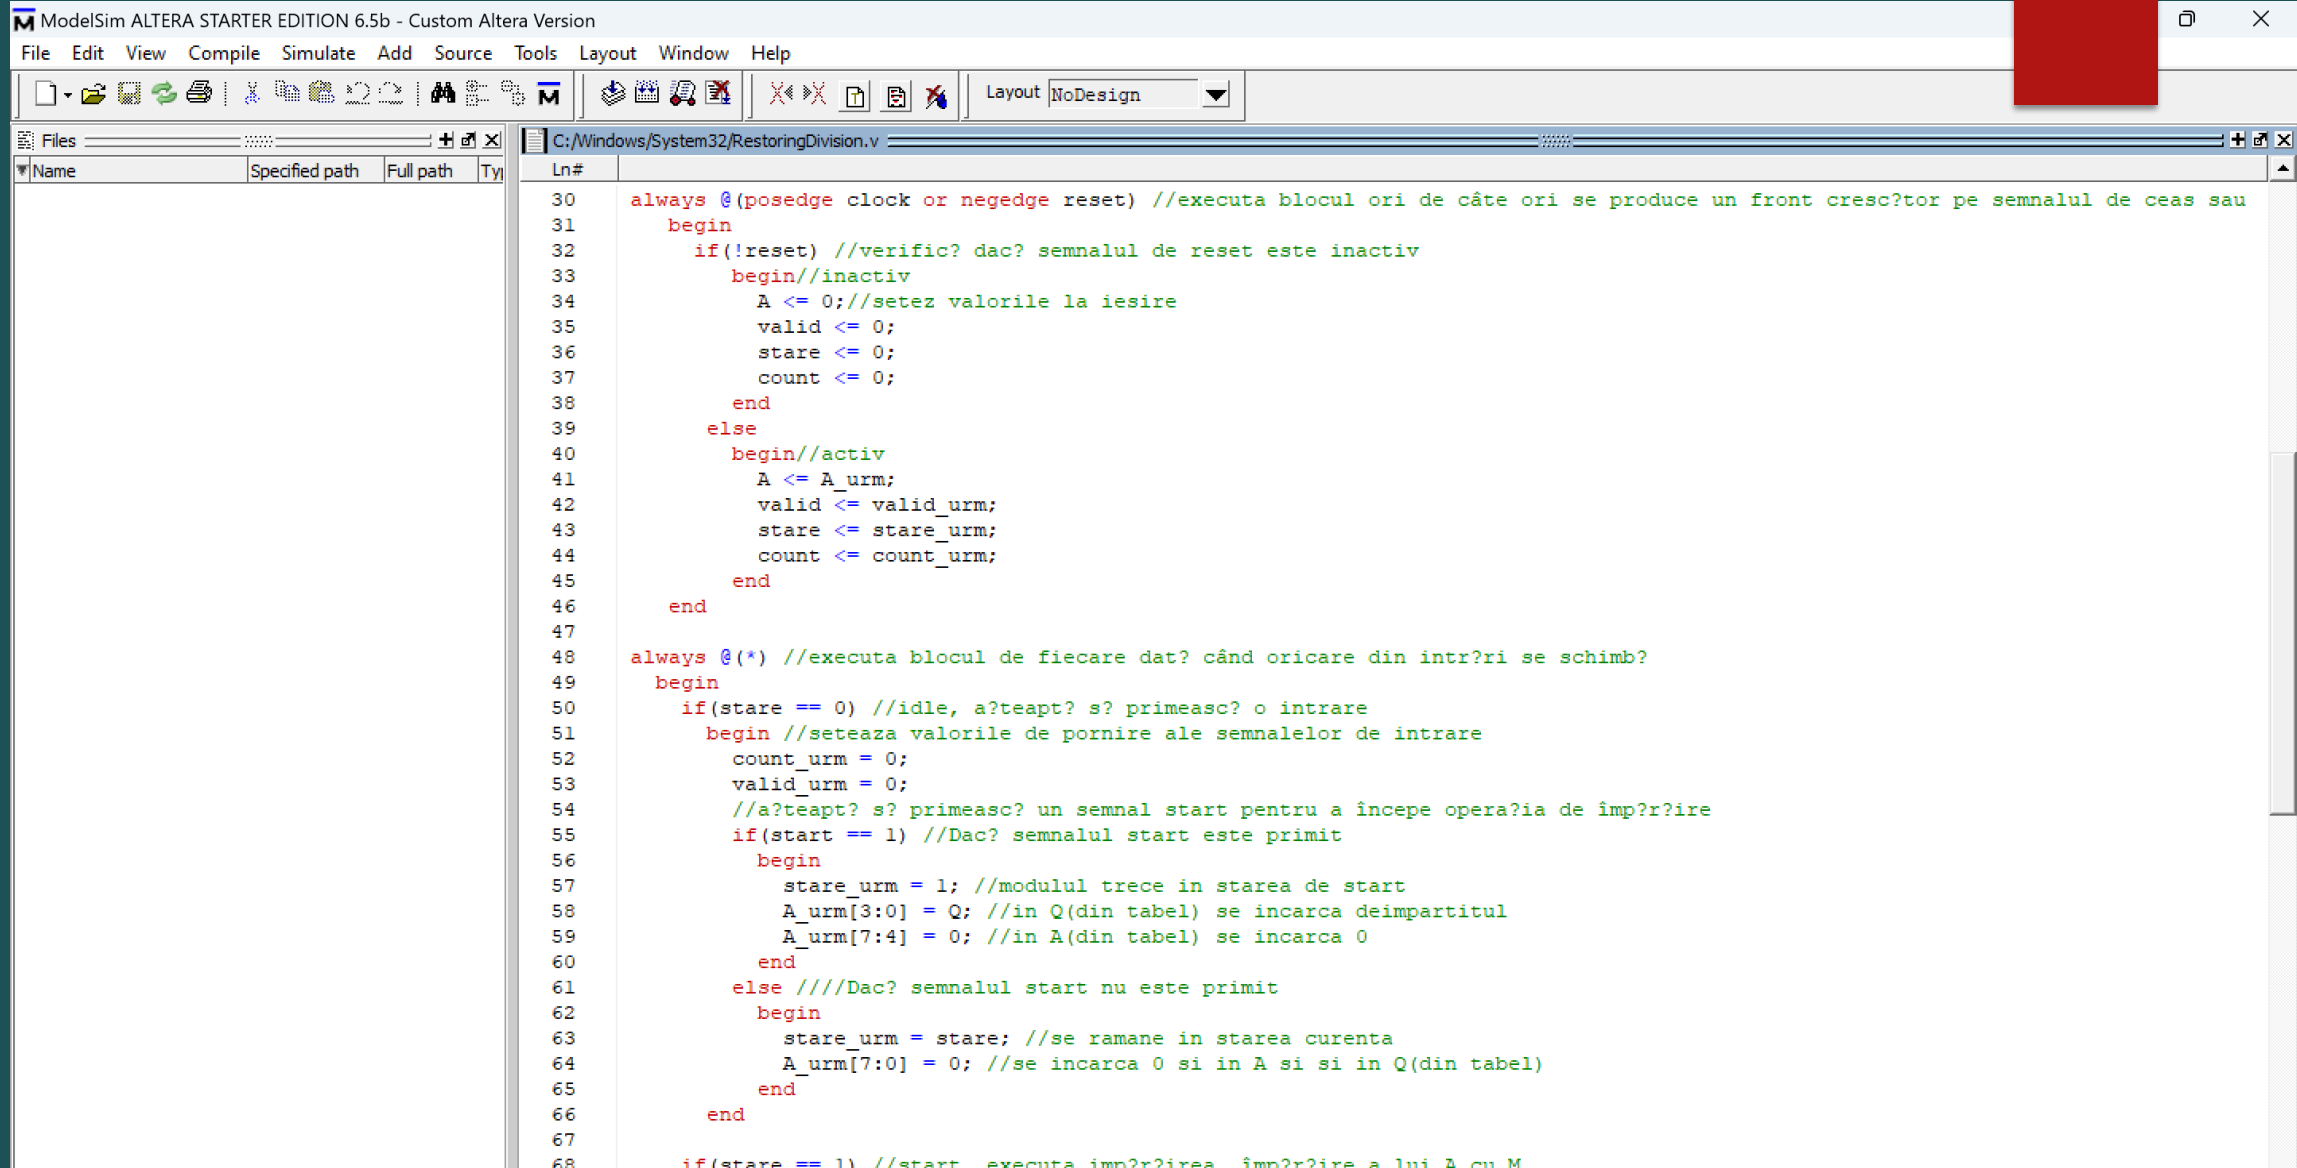 ModelSim ALTERA STARTER EDITION 6.5b - Custom Altera Version
File Edit View Compile Simulate Add Source Tools Layout Window Help
Layout NoDesign
Files
C:/Windows/System32/RestoringDivision.v
Name Specified path Full path Ty
Ln#
30 always @(posedge clock or negedge reset) //executa blocul ori de câte ori se produce un front cresc?tor pe semnalul de ceas sau
31 begin
32 if(!reset) //verific? dac? semnalul de reset este inactiv
33 begin//inactiv
34 A <= 0;//setez valorile la iesire
35 valid <= 0;
36 stare <= 0;
37 count <= 0;
38 end
39 else
40 begin//activ
41 A <= A_urm;
42 valid <= valid_urm;
43 stare <= stare_urm;
44 count <= count_urm;
45 end
46 end
47
48 always @(*) //executa blocul de fiecare dat? când oricare din intr?ri se schimb?
49 begin
50 if(stare == 0) //idle, a?teapt? s? primeasc? o intrare
51 begin //seteaza valorile de pornire ale semnalelor de intrare
52 count_urm = 0;
53 valid_urm = 0;
54 //a?teapt? s? primeasc? un semnal start pentru a începe opera?ia de împ?r?ire
55 if(start == 1) //Dac? semnalul start este primit
56 begin
57 stare_urm = 1; //modulul trece in starea de start
58 A_urm[3:0] = Q; //in Q(din tabel) se incarca deimpartitul
59 A_urm[7:4] = 0; //in A(din tabel) se incarca 0
60 end
61 else ////Dac? semnalul start nu este primit
62 begin
63 stare_urm = stare; //se ramane in starea curenta
64 A_urm[7:0] = 0; //se incarca 0 si in A si si in Q(din tabel)
65 end
66 end
67
68 if(stare == 1) //start, executa imp?r?irea, împ?r?ire a lui A cu M